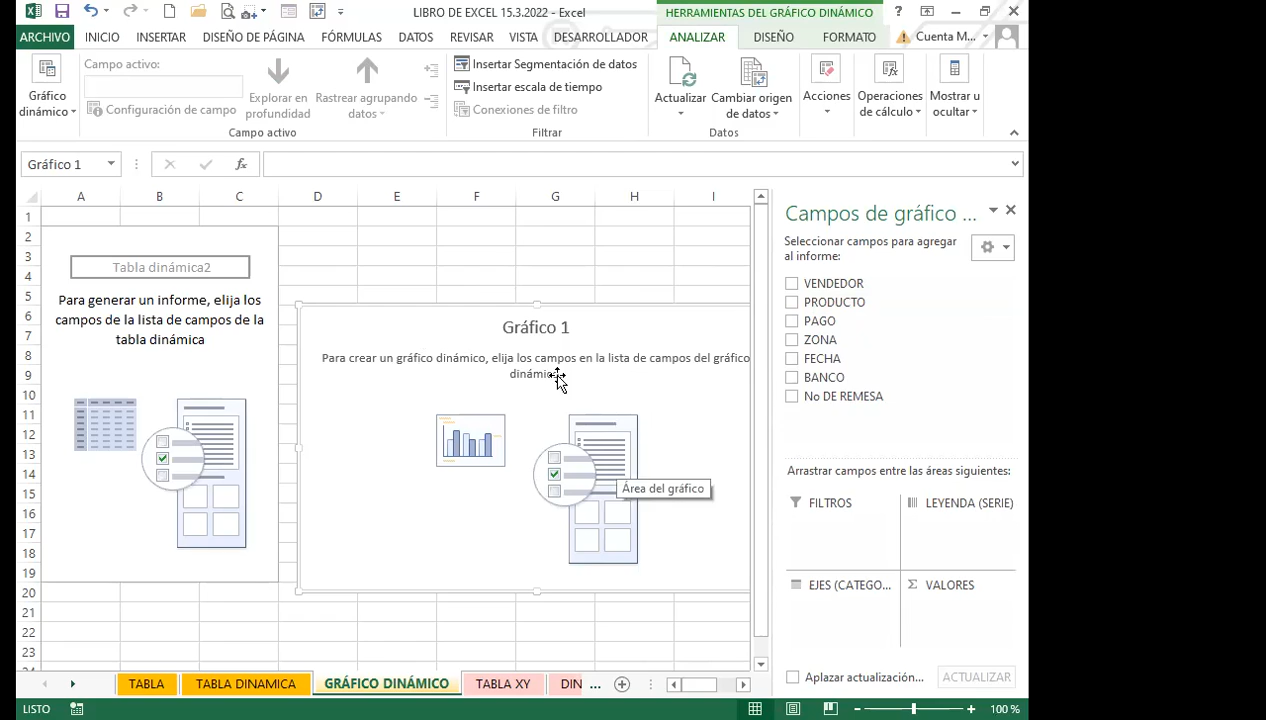 LIBRO DE EXCEL 15.3.2022 - Excel
HERRAMIENTAS DEL GRÁFICO DINÁMICO
?
ARCHIVO INICIO INSERTAR DISEÑO DE PÁGINA FÓRMULAS DATOS REVISAR VISTA DESARROLLADOR ANALIZAR DISEÑO FORMATO Cuenta M...
Gráfico dinámico
Campo activo:
Configuración de campo
Explorar en profundidad
Rastrear agrupando datos
Campo activo
Insertar Segmentación de datos
Insertar escala de tiempo
Conexiones de filtro
Filtrar
Actualizar
Cambiar origen de datos
Datos
Acciones
Operaciones de cálculo
Mostrar u ocultar
Gráfico 1
fx
A B C D E F G H I
1
2
3
4
5
6
7
8
9
10
11
12
13
14
15
16
17
18
19
20
21
22
23
24
Tabla dinámica2
Para generar un informe, elija los
campos de la lista de campos de la
tabla dinámica
Gráfico 1
Para crear un gráfico dinámico, elija los campos en la lista de campos del gráfico
dinámico
Área del gráfico
Campos de gráfico ...
Seleccionar campos para agregar
al informe:
VENDEDOR
PRODUCTO
PAGO
ZONA
FECHA
BANCO
No DE REMESA
Arrastrar campos entre las áreas siguientes:
FILTROS
LEYENDA (SERIE)
EJES (CATEGO...
Σ VALORES
Aplazar actualización...
ACTUALIZAR
TABLA TABLA DINAMICA GRÁFICO DINÁMICO TABLA XY DIN ...
LISTO
100 %